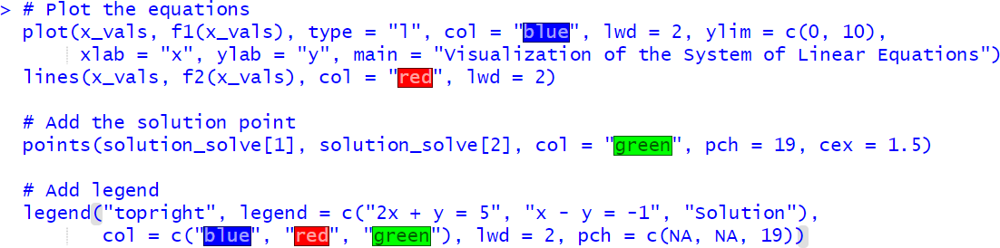 > # Plot the equations
plot(x_vals, f1(x_vals), type = "l", col = "blue", lwd = 2, ylim = c(0, 10),
xlab = "x", ylab = "y", main = "Visualization of the System of Linear Equations")
lines(x_vals, f2(x_vals), col = "red", lwd = 2)
# Add the solution point
points(solution_solve[1], solution_solve[2], col = "green", pch = 19, cex = 1.5)
# Add legend
legend("topright", legend = c("2x + y = 5", "x - y = -1", "Solution"),
col = c("blue", "red", "green"), lwd = 2, pch = c(NA, NA, 19))